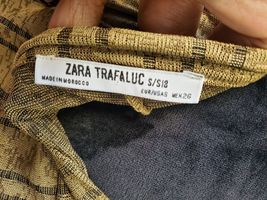 ZARA TRAFALUC S/S18
MADE IN MOROCCO EUR/USA S MEX 26